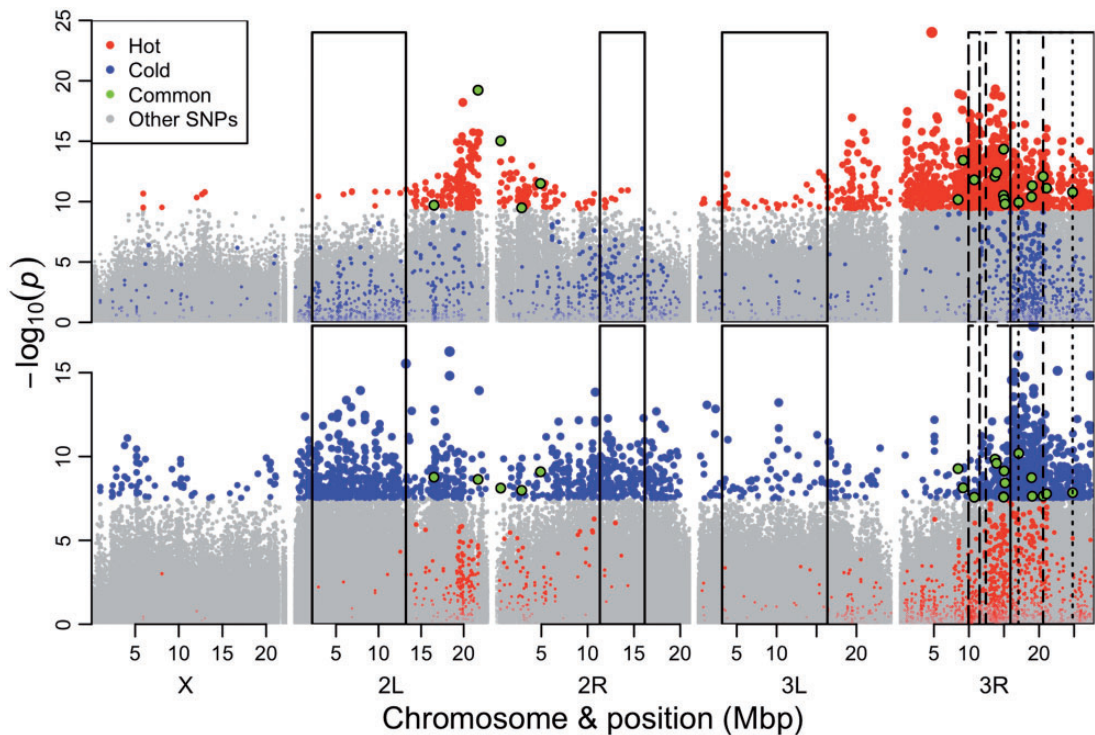 25
20
15
10
5
0
Hot
Cold
Common
Other SNPs
−log10(p)
15
10
5
0
5 10 15 20 5 10 15 20 5 10 15 20 5 10 20 5 10 20
X 2L 2R 3L 3R
Chromosome & position (Mbp)